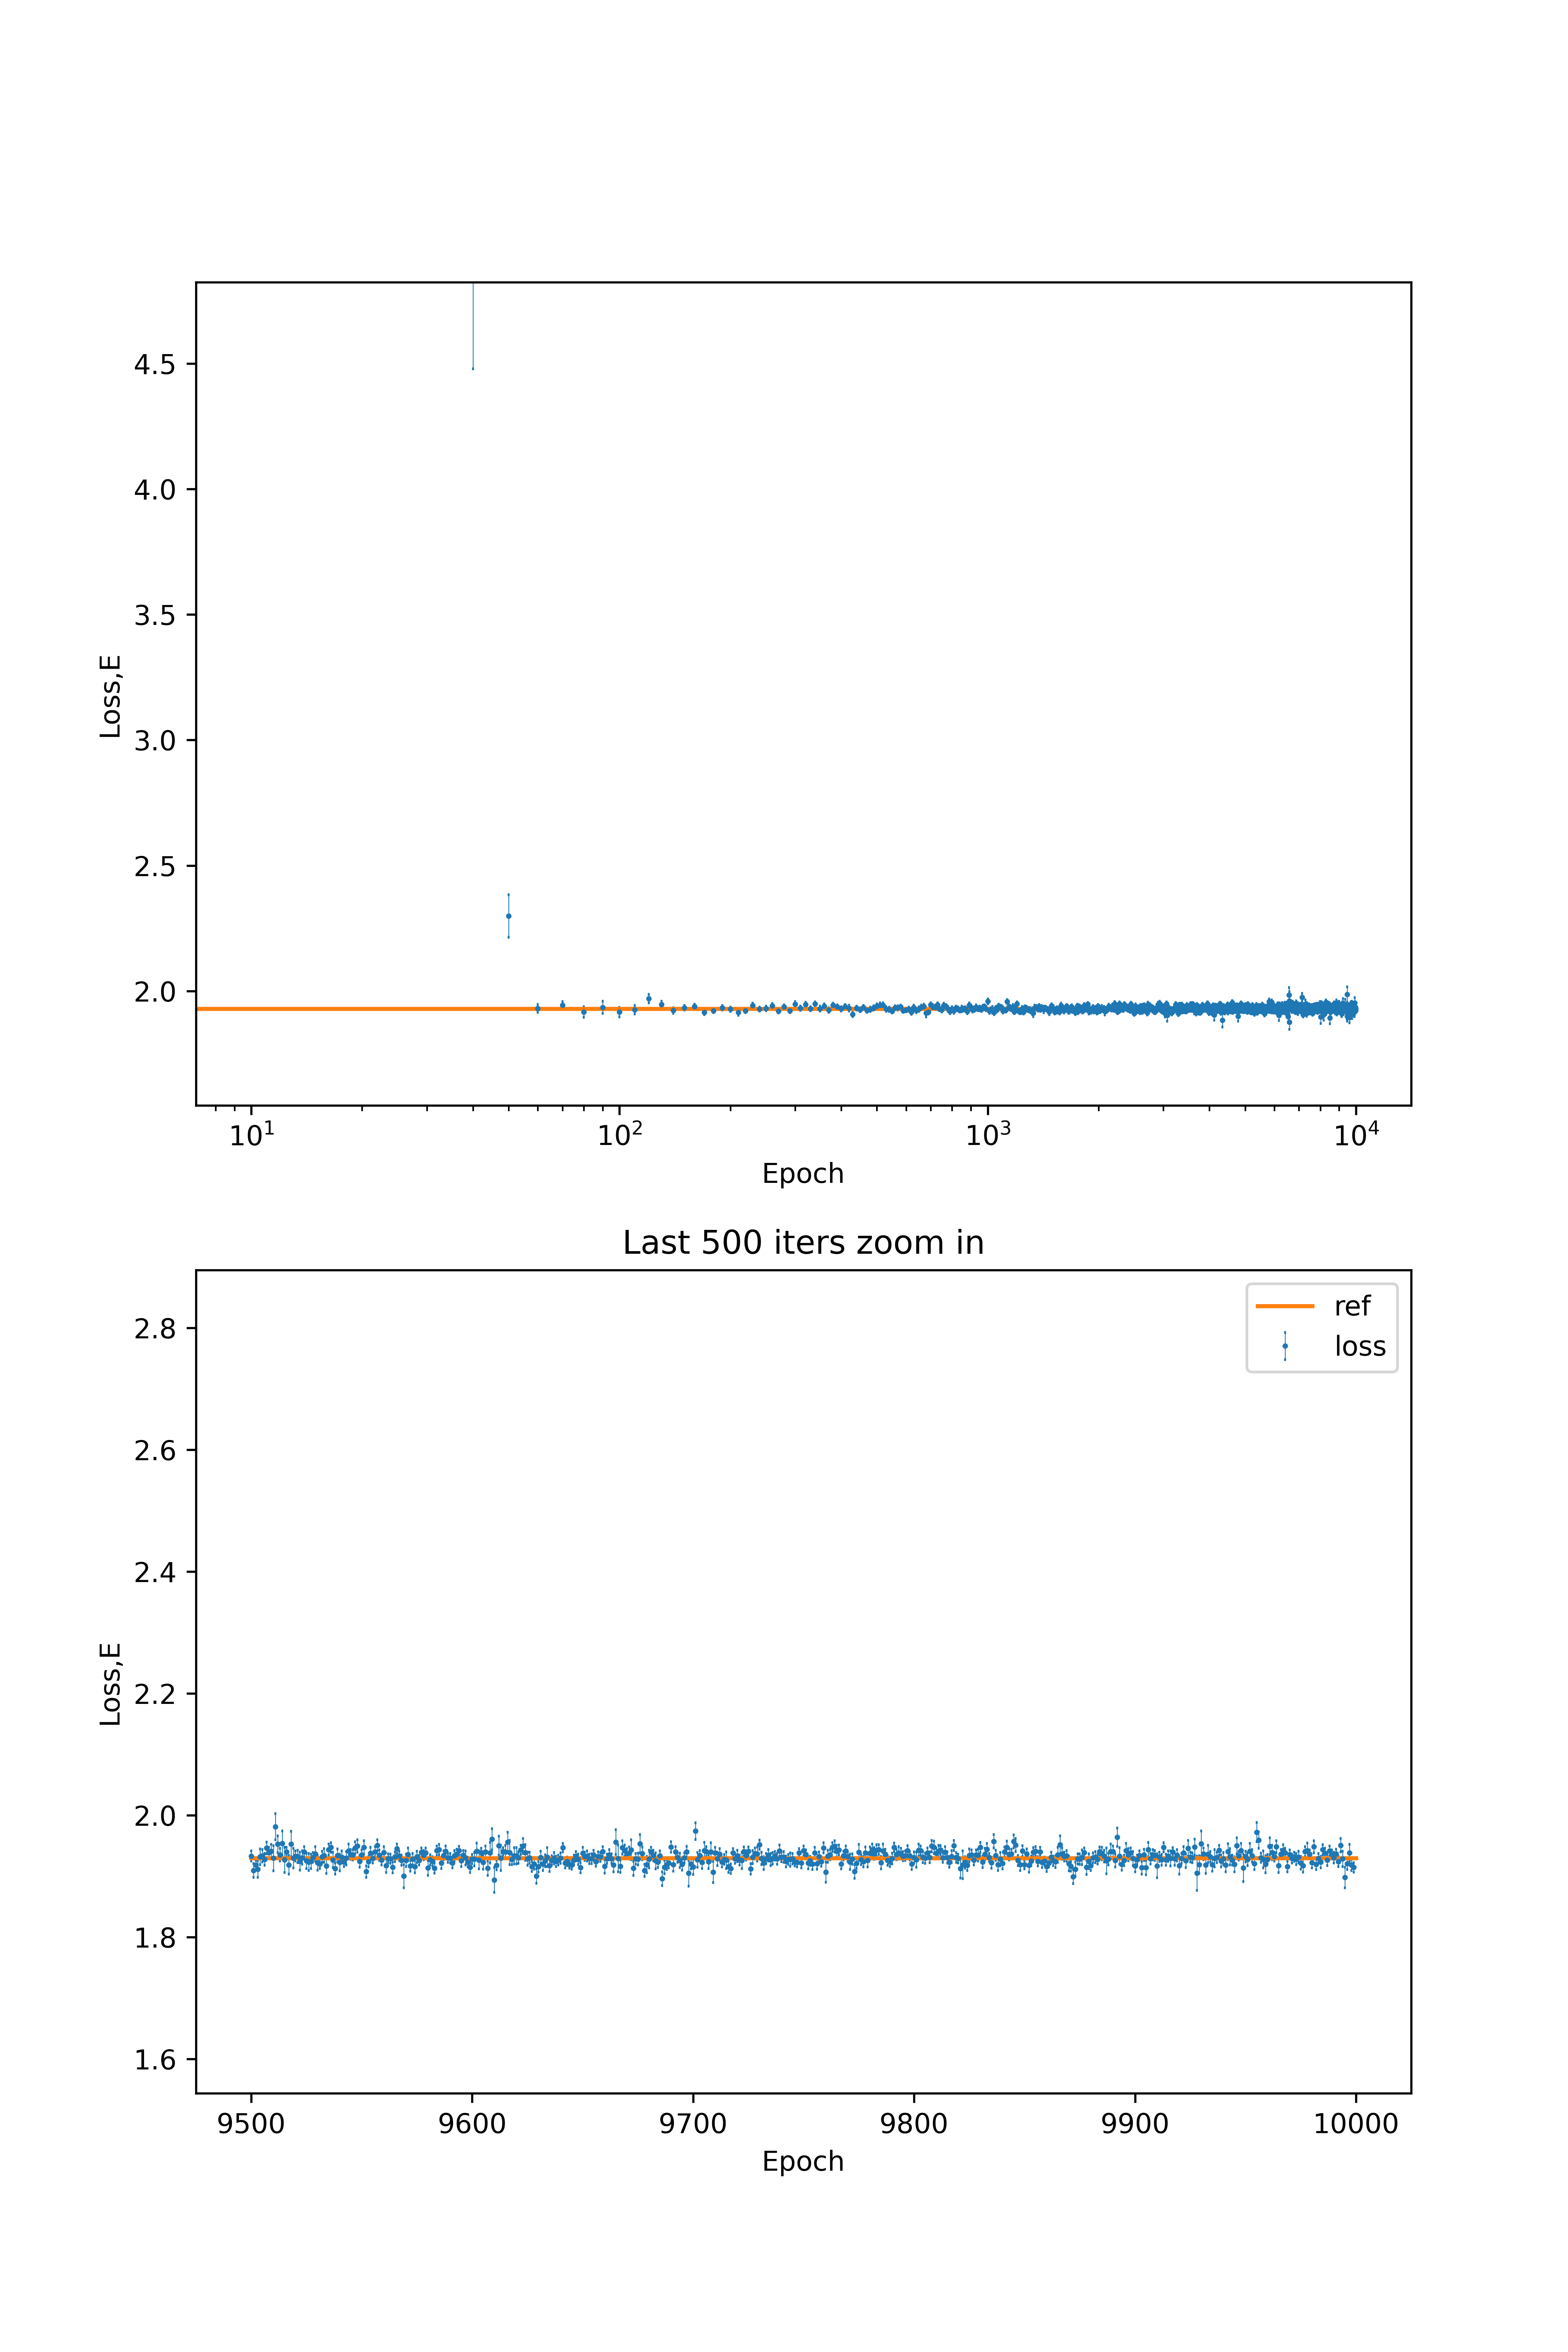 4.5
4.0
3.5
3.0
2.5
2.0
Loss,E
10¹ 10² 10³ 10⁴
Epoch
Last 500 iters zoom in
ref
loss
2.8
2.6
2.4
2.2
2.0
1.8
1.6
Loss,E
9500 9600 9700 9800 9900 10000
Epoch